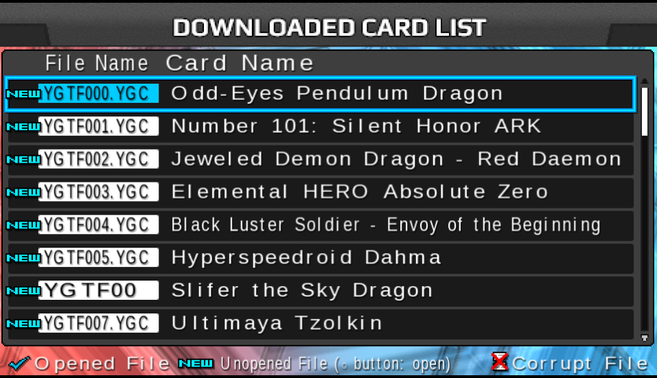 DOWNLOADED CARD LIST
File Name Card Name
NEW YGTF000.YGC Odd-Eyes Pendulum Dragon
NEW YGTF001.YGC Number 101: Silent Honor ARK
NEW YGTF002.YGC Jeweled Demon Dragon - Red Daemon
NEW YGTF003.YGC Elemental HERO Absolute Zero
NEW YGTF004.YGC Black Luster Soldier - Envoy of the Beginning
NEW YGTF005.YGC Hyperspeedroid Dahma
NEW YGTF00 Slifer the Sky Dragon
NEW YGTF007.YGC Ultimaya Tzolkin
Opened File NEW Unopened File (○ button: open) Corrupt File